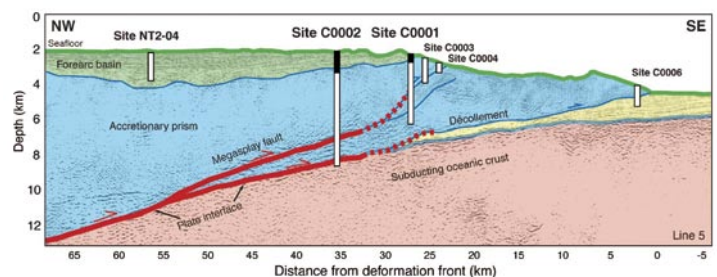 NW
SE
Site NT2-04
Site C0002
Site C0001
Site C0003
Site C0004
Site C0006
Seafloor
Forearc basin
Accretionary prism
Megasplay fault
Décollement
Plate interface
Subducting oceanic crust
Line 5
Depth (km)
0
2
4
6
8
10
12
65 60 55 50 45 40 35 30 25 20 15 10 5 0 -5
Distance from deformation front (km)